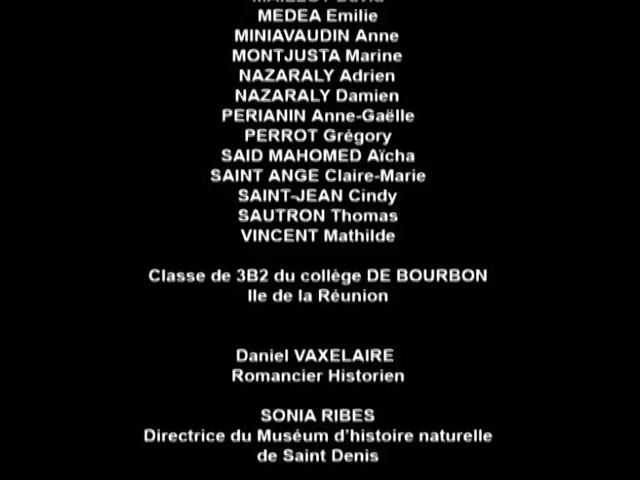 MEDEA Emilie
MINIAVAUDIN Anne
MONTJUSTA Marine
NAZARALY Adrien
NAZARALY Damien
PERIANIN Anne-Gaëlle
PERROT Grégory
SAID MAHOMED Aïcha
SAINT ANGE Claire-Marie
SAINT-JEAN Cindy
SAUTRON Thomas
VINCENT Mathilde
Classe de 3B2 du collège DE BOURBON
Ile de la Réunion
Daniel VAXELAIRE
Romancier Historien
SONIA RIBES
Directrice du Muséum d'histoire naturelle
de Saint Denis